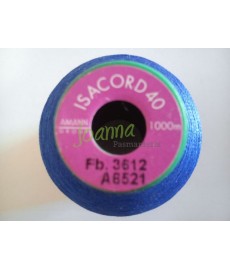 ISACORD 40
AMANN
1000m
Joanna
Fb. 3612
A6521